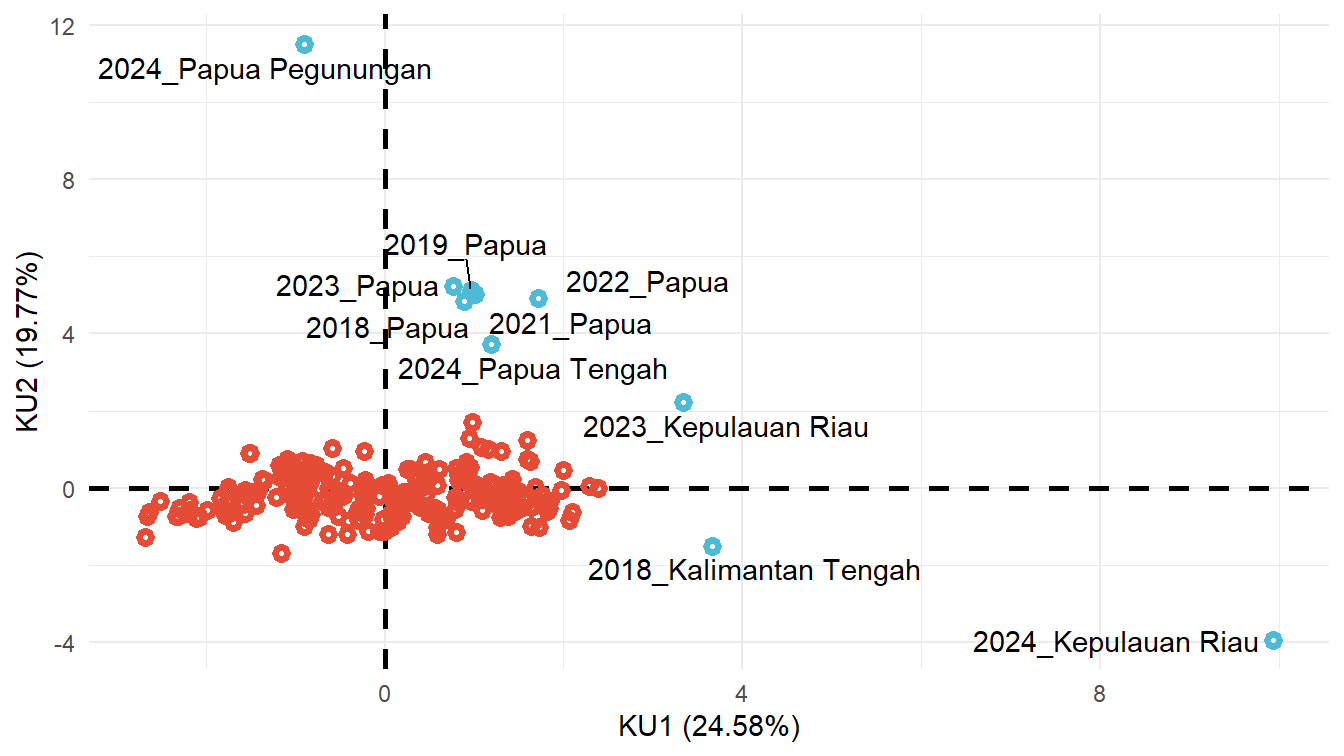 12
2024_Papua Pegunungan
8
2019_Papua
2023_Papua
2022_Papua
2018_Papua
2021_Papua
4
2024_Papua Tengah
2023_Kepulauan Riau
0
2018_Kalimantan Tengah
2024_Kepulauan Riau
-4
0
4
8
KU1 (24.58%)
KU2 (19.77%)